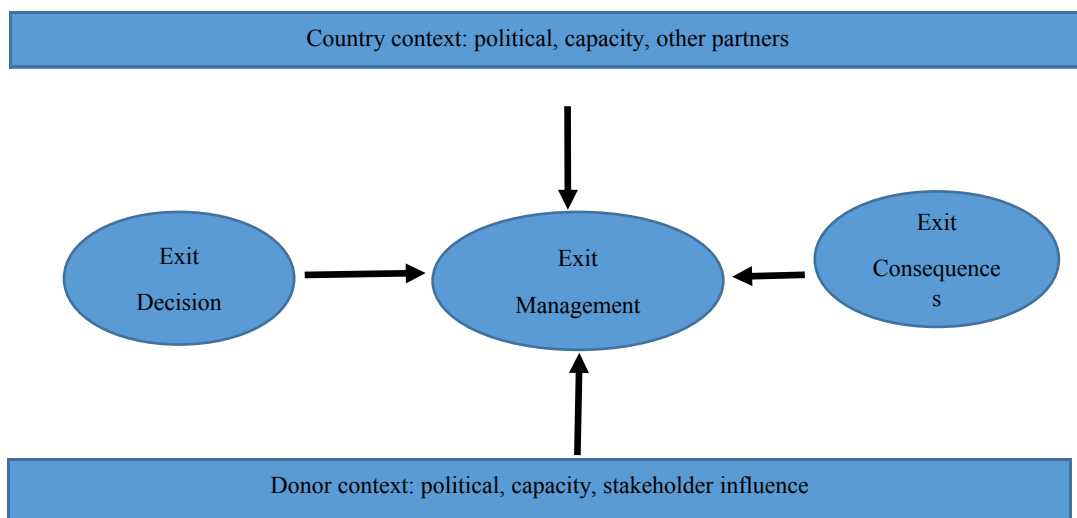 Country context: political, capacity, other partners
Exit
Decision
Exit
Management
Exit
Consequence
s
Donor context: political, capacity, stakeholder influence